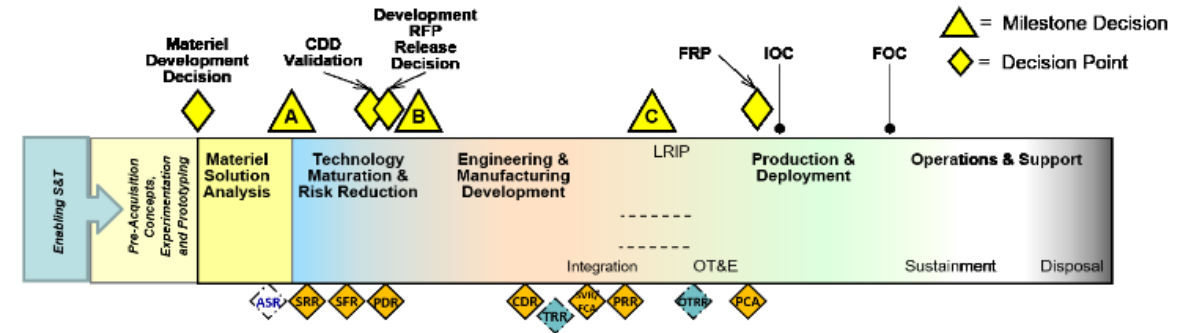 Materiel
Development
Decision
CDD
Validation
Development
RFP
Release
Decision
FRP
IOC
FOC
= Milestone Decision
= Decision Point
A
B
C
Enabling S&T
Pre-Acquisition
Concepts,
Experimentation
and Prototyping
Materiel
Solution
Analysis
Technology
Maturation &
Risk Reduction
Engineering &
Manufacturing
Development
LRIP
Production &
Deployment
Operations & Support
Integration
OT&E
Sustainment
Disposal
ASR
SRR
SFR
PDR
CDR
TRR
SVR/
FCA
PRR
OTRR
PCA